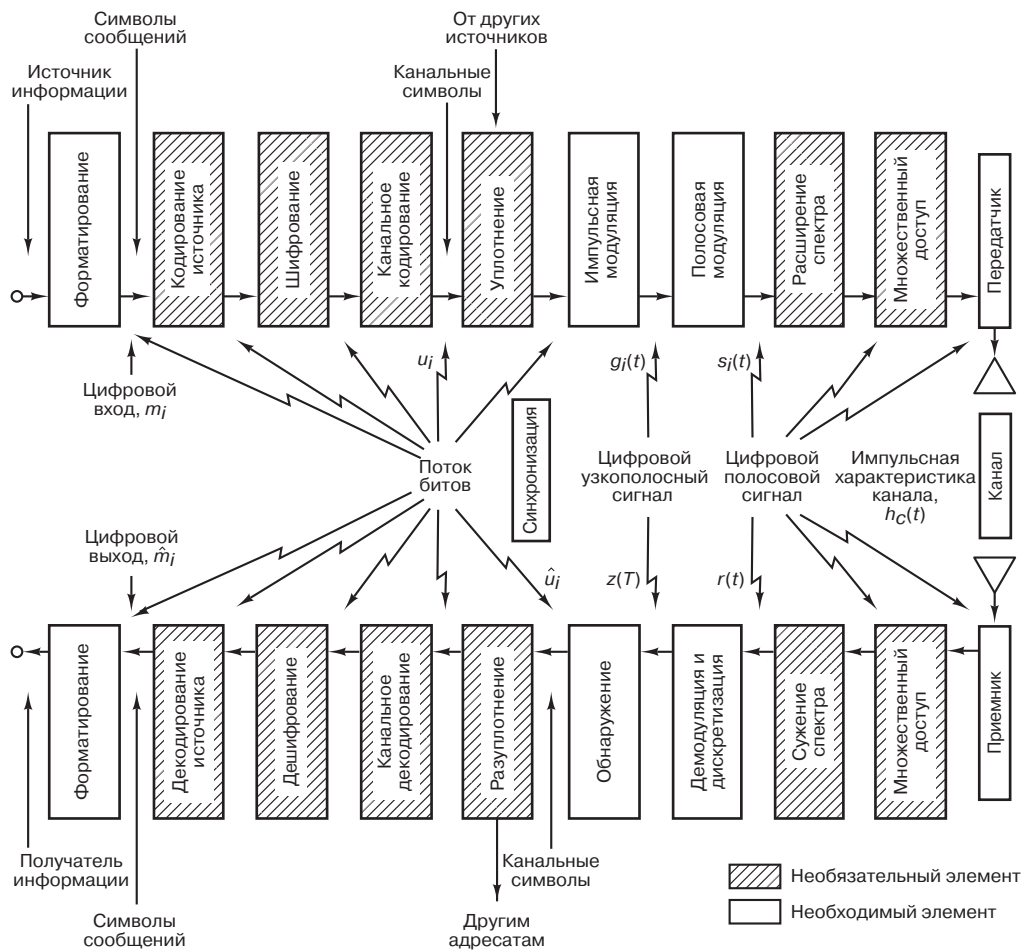 Символы
сообщений
От других
источников
Источник
информации
Канальные
символы
Форматирование
Кодирование
источника
Шифрование
Канальное
кодирование
Уплотнение
Импульсная
модуляция
Полосовая
модуляция
Расширение
спектра
Множественный
доступ
Передатчик
Цифровой
вход, mi
ui
gi(t)
si(t)
Поток
битов
Синхронизация
Цифровой
узкополосный
сигнал
Цифровой
полосовой
сигнал
Импульсная
характеристика
канала,
hc(t)
Канал
Цифровой
выход, m̂i
ûi
z(T)
r(t)
Форматирование
Декодирование
источника
Дешифрование
Канальное
декодирование
Разуплотнение
Обнаружение
Демодуляция и
дискретизация
Сужение
спектра
Множественный
доступ
Приемник
Получатель
информации
Канальные
символы
Символы
сообщений
Другим
адресатам
Необязательный элемент
Необходимый элемент